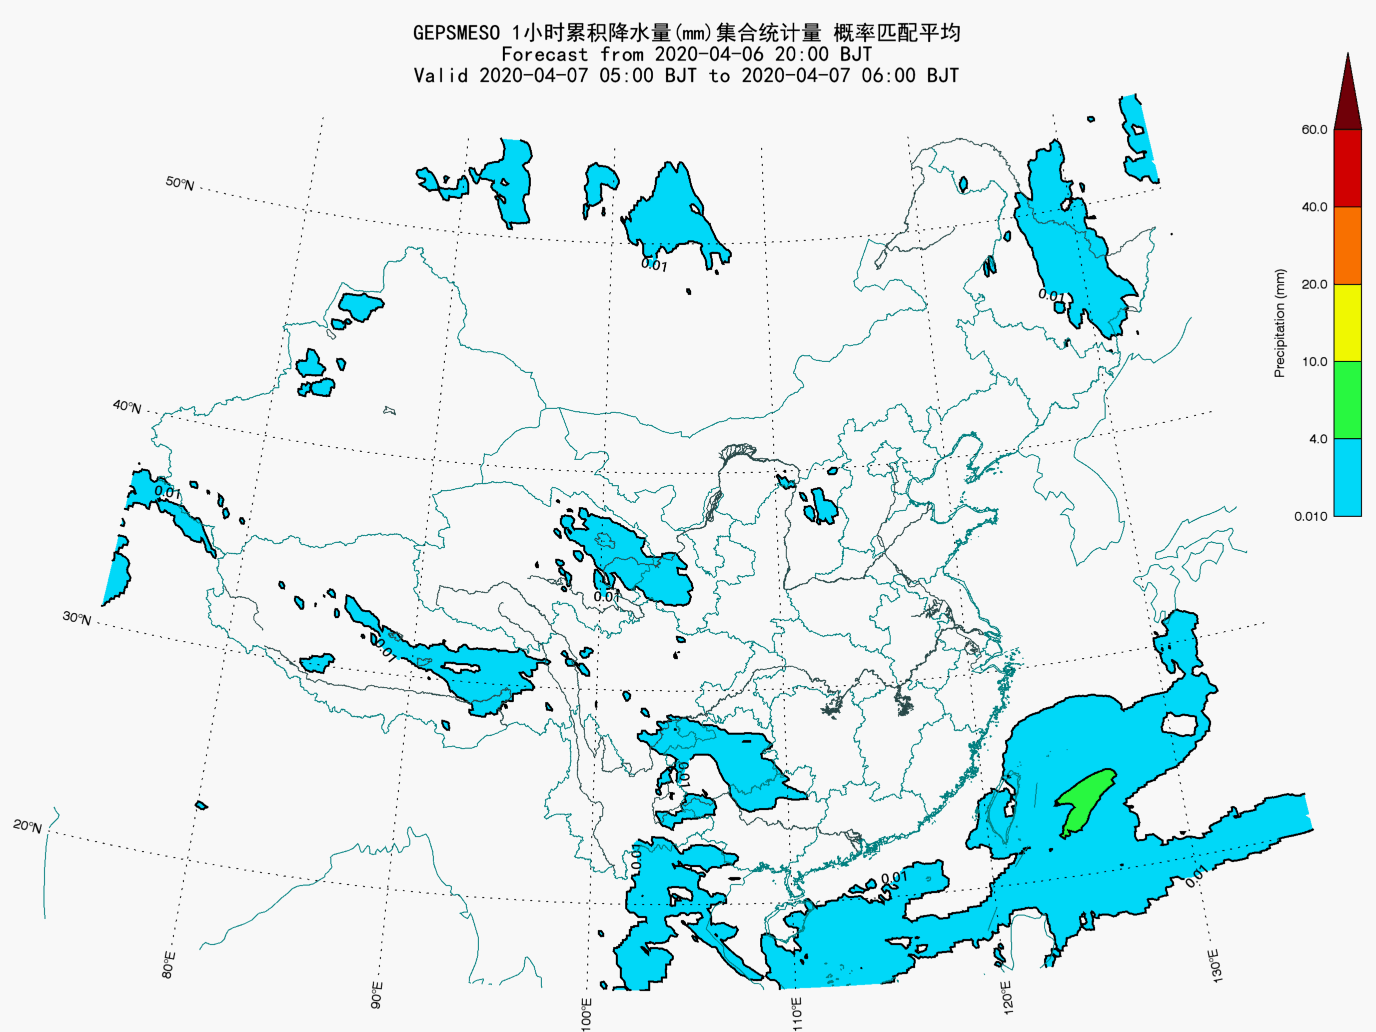 GEPSMESO 1小时累积降水量(mm)集合统计量 概率匹配平均
Forecast from 2020-04-06 20:00 BJT
Valid 2020-04-07 05:00 BJT to 2020-04-07 06:00 BJT
60.0
40.0
20.0
10.0
4.0
0.010
Precipitation (mm)
50°N
40°N
30°N
20°N
80°E
90°E
100°E
110°E
120°E
130°E
0.01
0.01
0.01
0.01
0.01
0.01
0.01
0.01
0.01